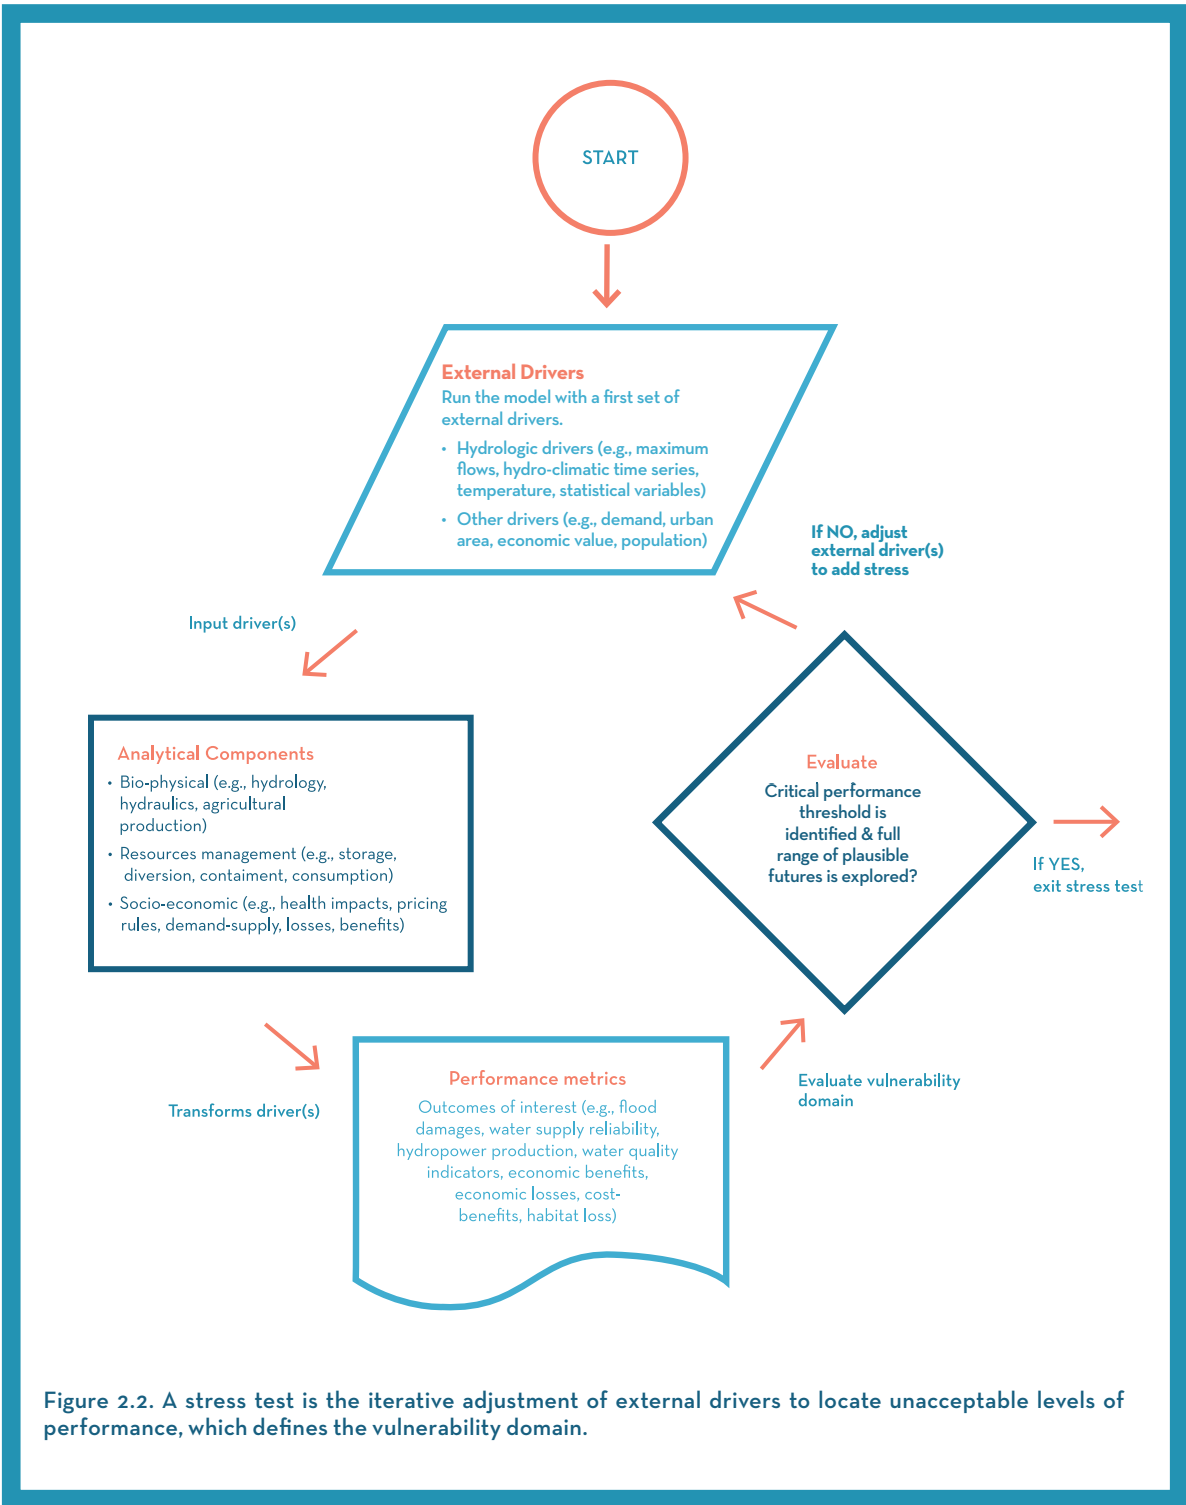 START
External Drivers
Run the model with a first set of
external drivers.
• Hydrologic drivers (e.g., maximum
flows, hydro-climatic time series,
temperature, statistical variables)
• Other drivers (e.g., demand, urban
area, economic value, population)
If NO, adjust
external driver(s)
to add stress
Input driver(s)
Analytical Components
• Bio-physical (e.g., hydrology,
hydraulics, agricultural
production)
• Resources management (e.g., storage,
diversion, contaiment, consumption)
• Socio-economic (e.g., health impacts, pricing
rules, demand-supply, losses, benefits)
Evaluate
Critical performance
threshold is
identified & full
range of plausible
futures is explored?
If YES,
exit stress test
Transforms driver(s)
Performance metrics
Outcomes of interest (e.g., flood
damages, water supply reliability,
hydropower production, water quality
indicators, economic benefits,
economic losses, cost-
benefits, habitat loss)
Evaluate vulnerability
domain
Figure 2.2. A stress test is the iterative adjustment of external drivers to locate unacceptable levels of
performance, which defines the vulnerability domain.